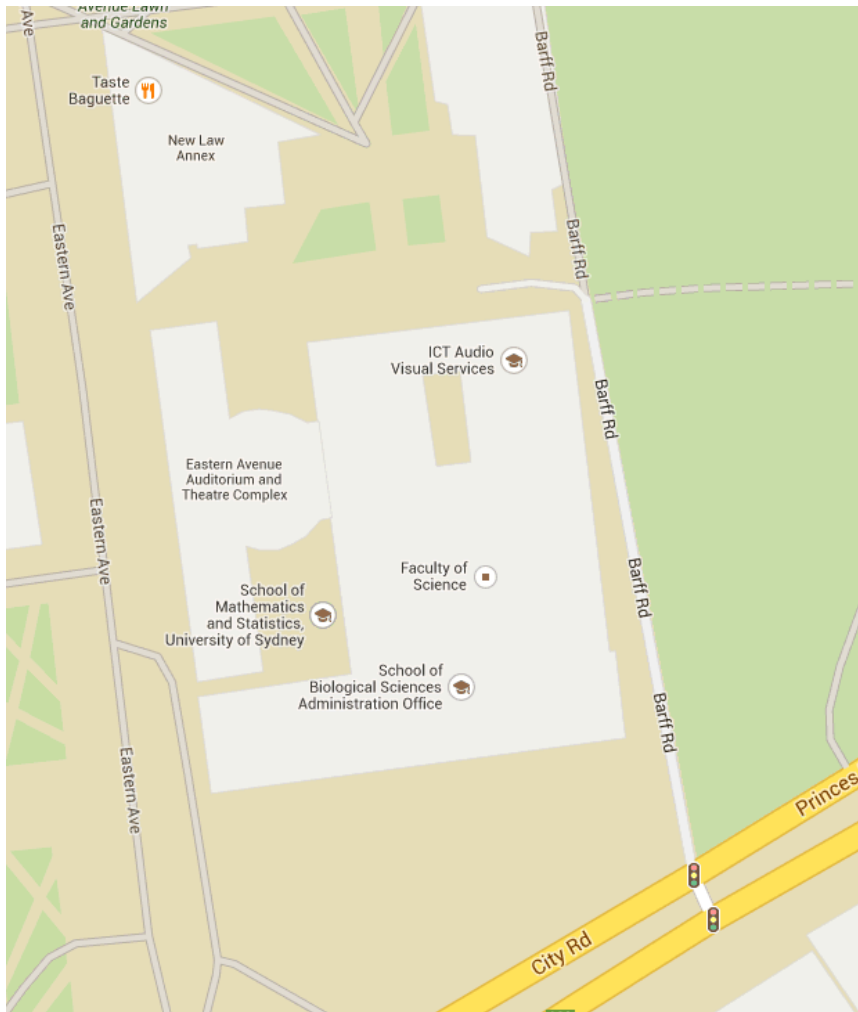 Avenue Lawn
and Gardens
Ave
Barff Rd
Taste
Baguette
New Law
Annex
Eastern Ave
Barff Rd
ICT Audio
Visual Services
Barff Rd
Eastern Avenue
Auditorium and
Theatre Complex
Eastern Ave
Faculty of
Science
Barff Rd
School of
Mathematics
and Statistics,
University of Sydney
School of
Biological Sciences
Administration Office
Barff Rd
Eastern Ave
Princes
City Rd